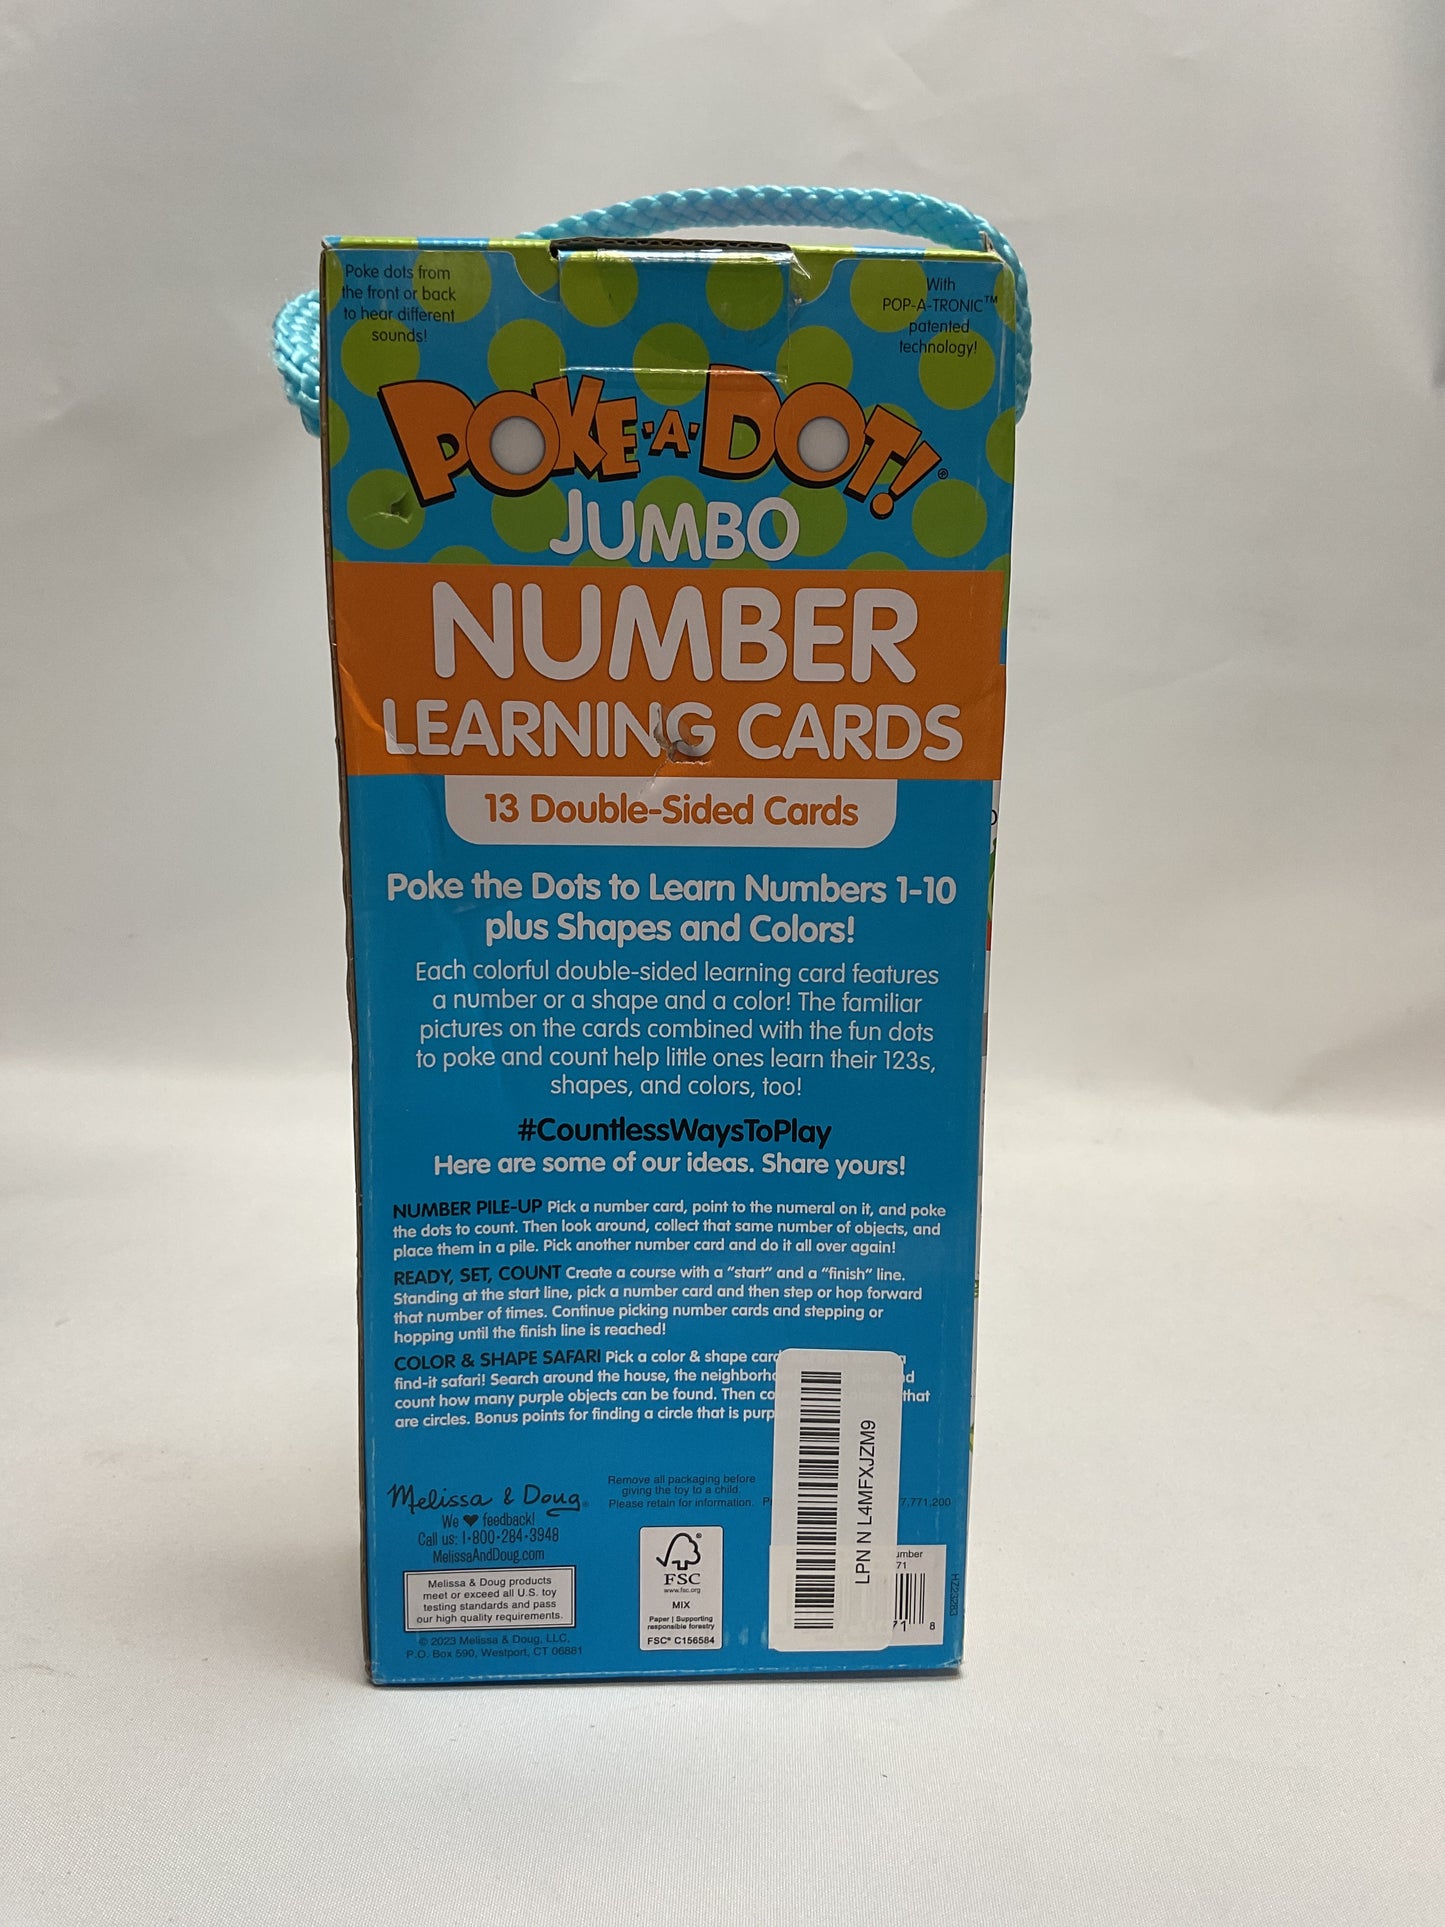 Poke dots from
the front or back
to hear different
sounds!
With
POP-A-TRONIC™
patented
technology!
POKE·A·DOT!®
JUMBO
NUMBER
LEARNING CARDS
13 Double-Sided Cards
Poke the Dots to Learn Numbers 1-10
plus Shapes and Colors!
Each colorful double-sided learning card features
a number or a shape and a color! The familiar
pictures on the cards combined with the fun dots
to poke and count help little ones learn their 123s,
shapes, and colors, too!
#CountlessWaysToPlay
Here are some of our ideas. Share yours!
NUMBER PILE-UP Pick a number card, point to the numeral on it, and poke
the dots to count. Then look around, collect that same number of objects, and
place them in a pile. Pick another number card and do it all over again!
READY, SET, COUNT Create a course with a "start" and a "finish" line.
Standing at the start line, pick a number card and then step or hop forward
that number of times. Continue picking number cards and stepping or
hopping until the finish line is reached!
COLOR & SHAPE SAFARI Pick a color & shape card a
find-it safari! Search around the house, the
count how many purple objects can be found. Then that
are circles. Bonus points for finding a circle that is
Melissa & Doug®
We ♥ feedback!
Call us: 1-800-284-3948
MelissaAndDoug.com
Melissa & Doug products
meet or exceed all U.S. toy
testing standards and pass
our high quality requirements.
© 2023 Melissa & Doug, LLC,
P.O. Box 590, Westport, CT 06881
Remove all packaging before
giving the toy to a child.
Please retain for information.
7,771,200
FSC®
www.fsc.org
MIX
Paper | Supporting
responsible forestry
FSC® C156584
LPN N L4MFXJZM9
71
71 8